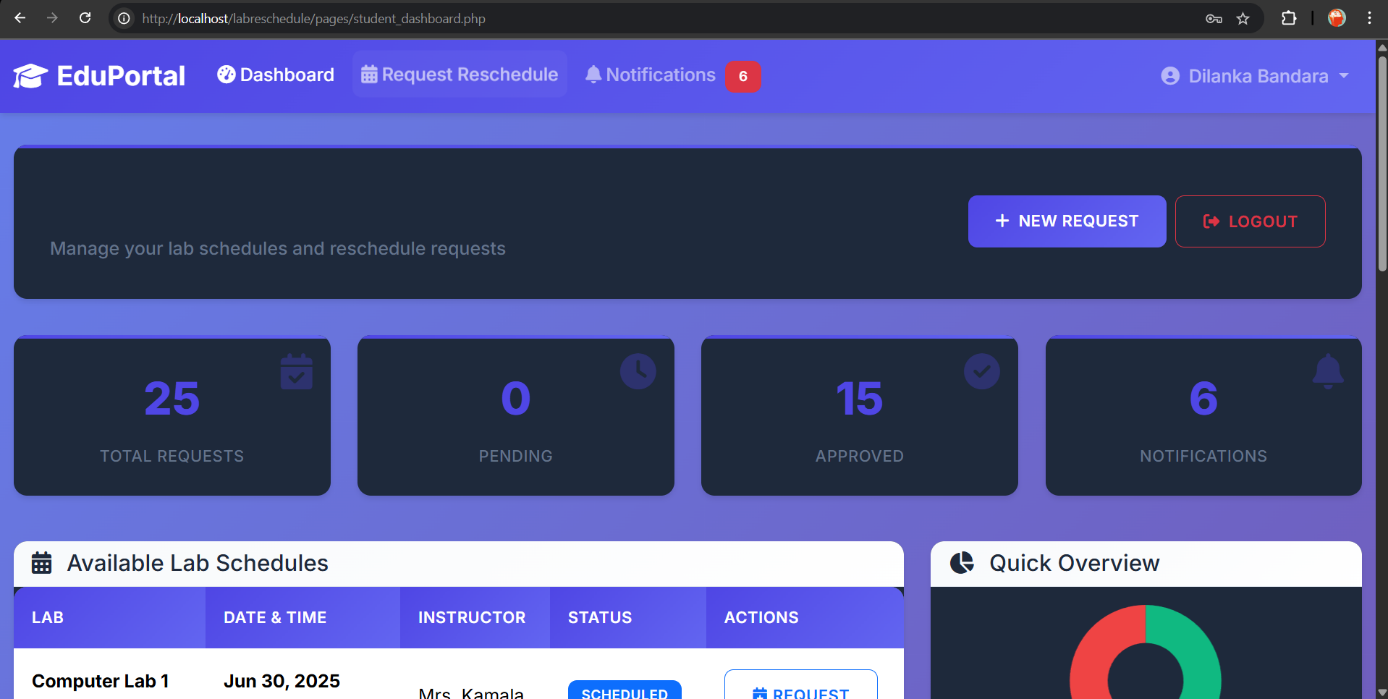 http://localhost/labreschedule/pages/student_dashboard.php
EduPortal
Dashboard
Request Reschedule
Notifications
6
Dilanka Bandara
Manage your lab schedules and reschedule requests
NEW REQUEST
LOGOUT
25
TOTAL REQUESTS
0
PENDING
15
APPROVED
6
NOTIFICATIONS
Available Lab Schedules
LAB
DATE & TIME
INSTRUCTOR
STATUS
ACTIONS
Computer Lab 1
Jun 30, 2025
Mrs. Kamala
SCHEDULED
REQUEST
Quick Overview